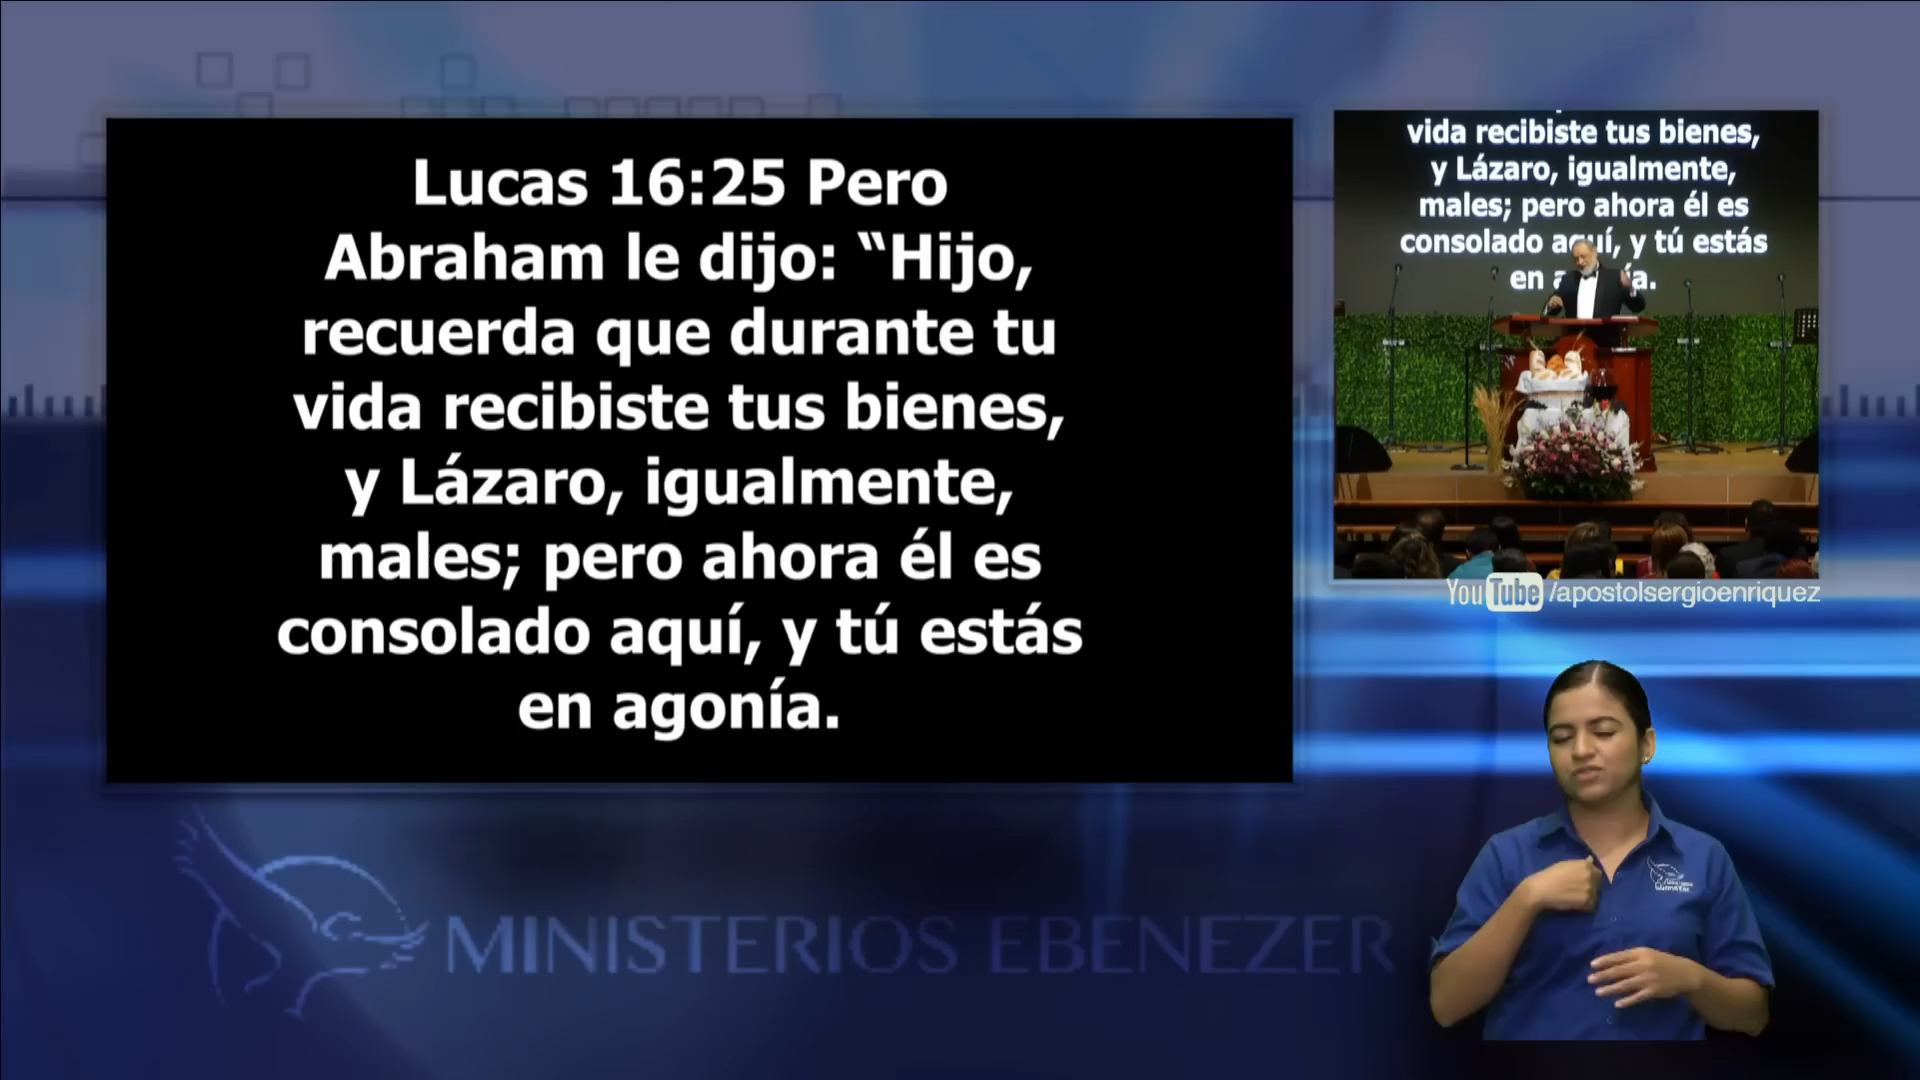 Lucas 16:25 Pero
Abraham le dijo: “Hijo,
recuerda que durante tu
vida recibiste tus bienes,
y Lázaro, igualmente,
males; pero ahora él es
consolado aquí, y tú estás
en agonía.
vida recibiste tus bienes,
y Lázaro, igualmente,
males; pero ahora él es
consolado aquí, y tú estás
en
YouTube /apostolsergioenriquez
MINISTERIOS EBENEZER